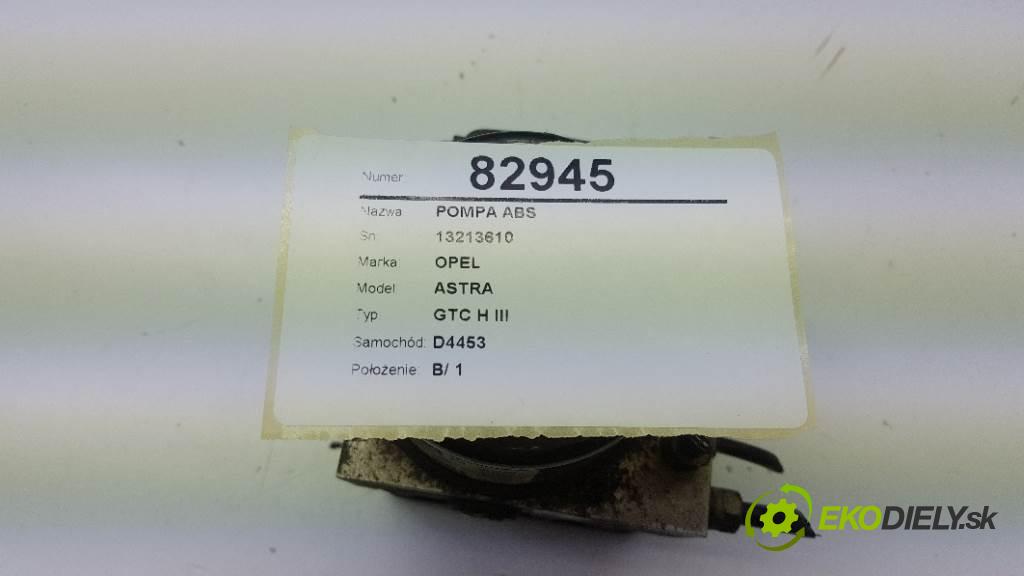 Numer: 82945
Nazwa: POMPA ABS
Sn: 13213610
Marka: OPEL
Model: ASTRA
Typ: GTC H III
Samochód: D4453
Położenie: B/ 1
EKODIELY.sk